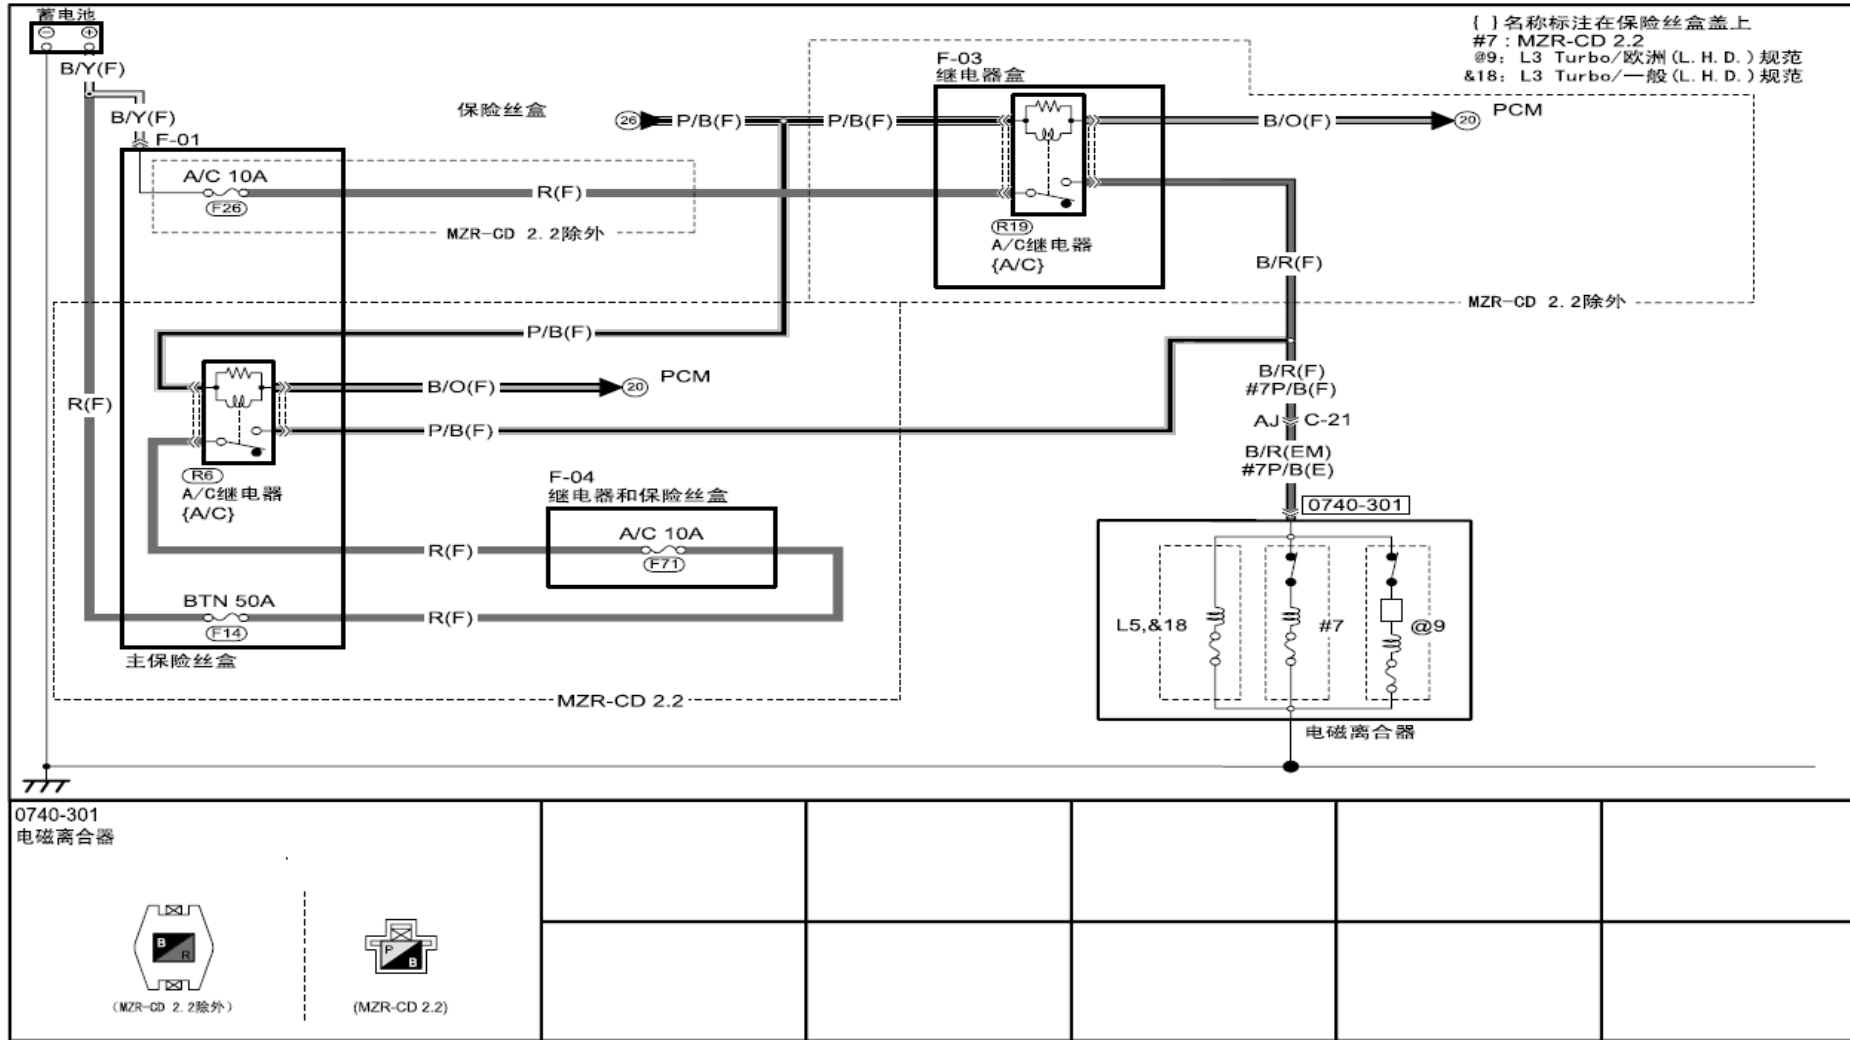 蓄电池
B/Y(F)
B/Y(F)
F-01
A/C 10A
F26
保险丝盒
R(F)
MZR-CD 2.2除外
26
P/B(F)
P/B(F)
F-03
继电器盒
R19
A/C继电器
{A/C}
B/O(F)
20
PCM
{ }名称标注在保险丝盒盖上
#7 : MZR-CD 2.2
@9: L3 Turbo/欧洲(L.H.D.)规范
&18: L3 Turbo/一般(L.H.D.)规范
B/R(F)
MZR-CD 2.2除外
P/B(F)
R(F)
B/O(F)
20
PCM
P/B(F)
R6
A/C继电器
{A/C}
F-04
继电器和保险丝盒
A/C 10A
F71
R(F)
BTN 50A
F14
R(F)
主保险丝盒
MZR-CD 2.2
B/R(F)
#7P/B(F)
AJ
C-21
B/R(EM)
#7P/B(E)
0740-301
L5,&18
#7
@9
电磁离合器
0740-301
电磁离合器
B
R
P
B
(MZR-CD 2.2除外)
(MZR-CD 2.2)